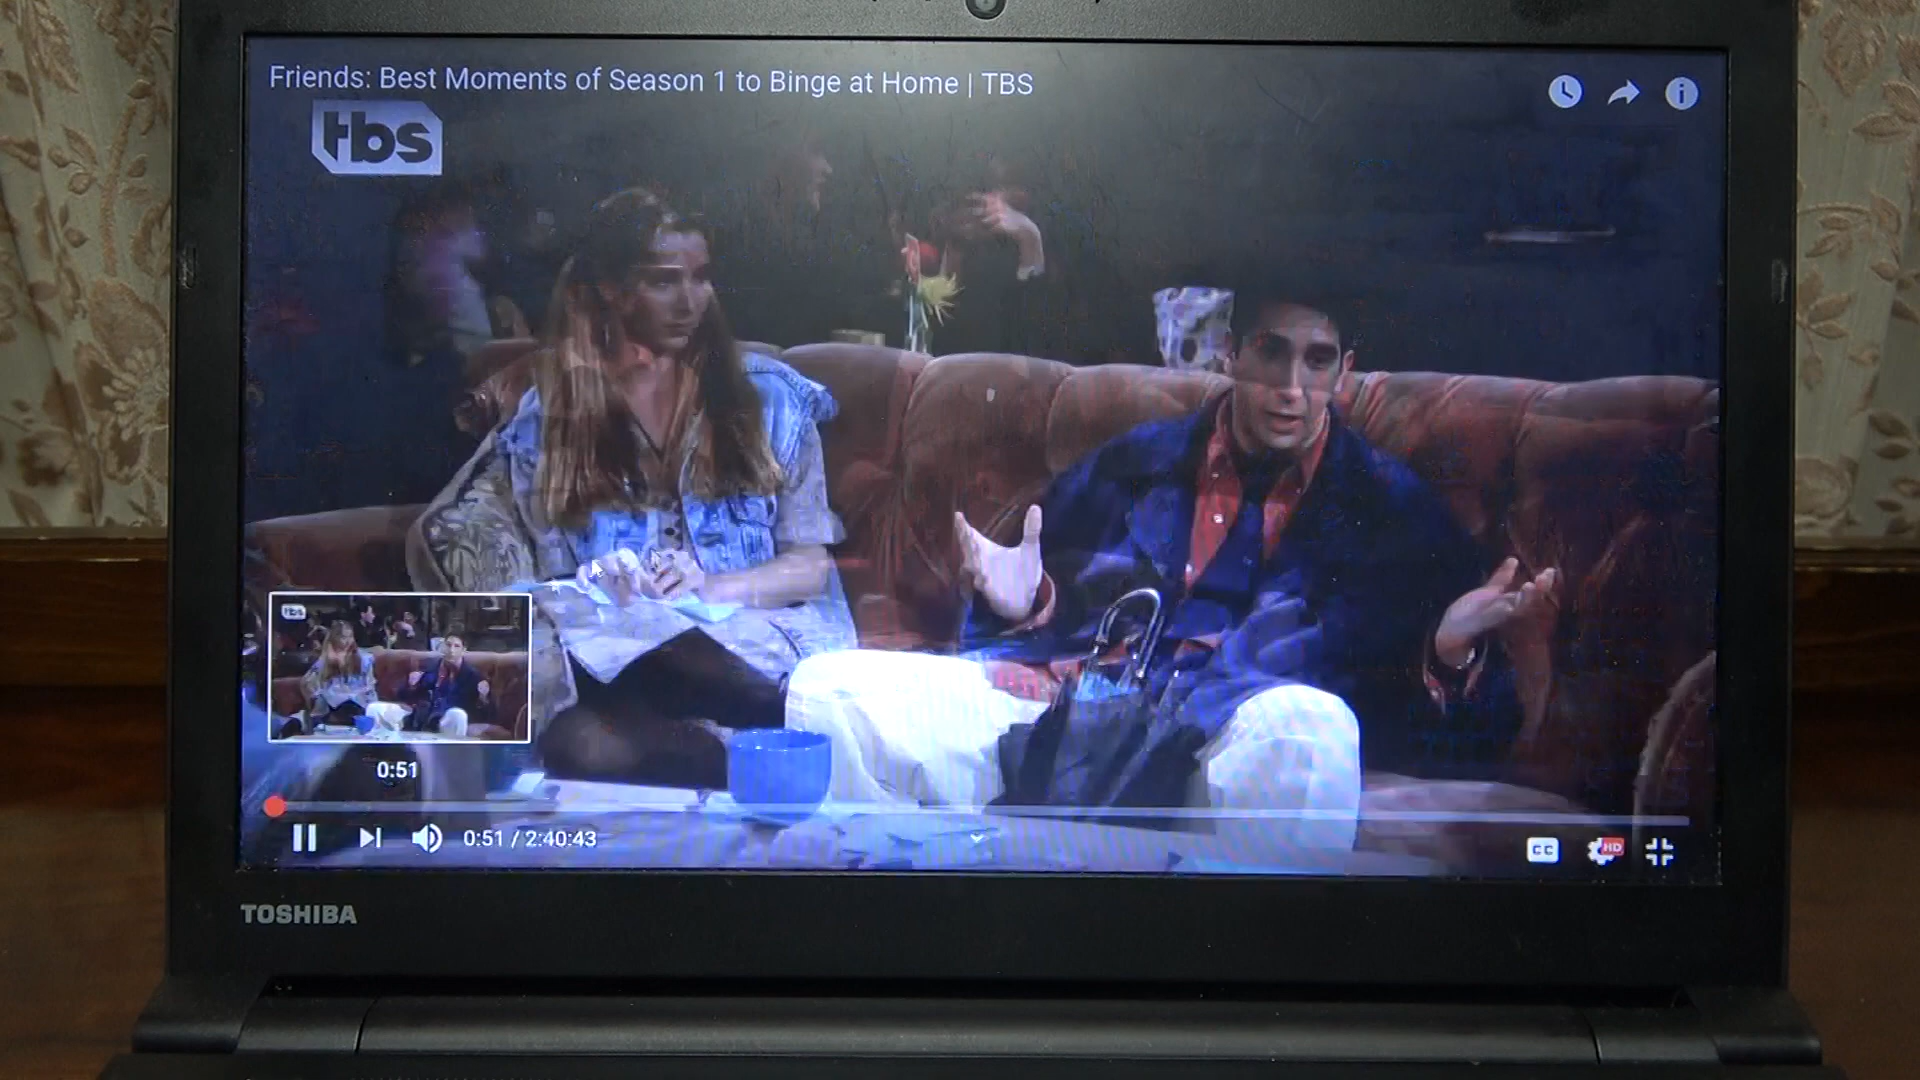 Friends: Best Moments of Season 1 to Binge at Home | TBS
tbs
tbs
0:51
0:51 / 2:40:43
CC
HD
TOSHIBA